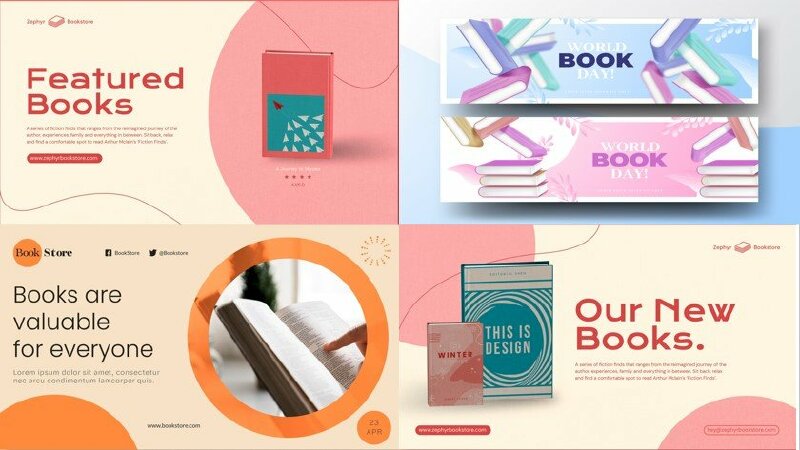 Zephyr Bookstore
Featured
Books
A series of fiction finds that ranges from the reimagined journey of the
author, experiences family and everything in between. Sit back, relax
and find a comfortable spot to read Arthur Mclein's 'Fiction Finds'.
www.zephyrbookstore.com
A Journey to Stories
WORLD
BOOK
DAY!
WORLD
BOOK
DAY!
Book Store
BookStore @Bookstore
Books are
valuable
for everyone
Lorem ipsum dolor sit amet, consectetur
nec arcu condimentum lamcorper quis.
www.bookstore.com
23
APR
Zephyr Bookstore
EDITORIAL SHEN
THIS IS
DESIGN
WINTER
Our New
Books.
A series of fiction finds that ranges from the reimagined journey of the
author, experiences, family and everything in between. Sit back, relax
and find a comfortable spot to read Arthur Mclein's 'Fiction Finds'.
www.zephyrbookstore.com
hey@zephyrbookstore.com